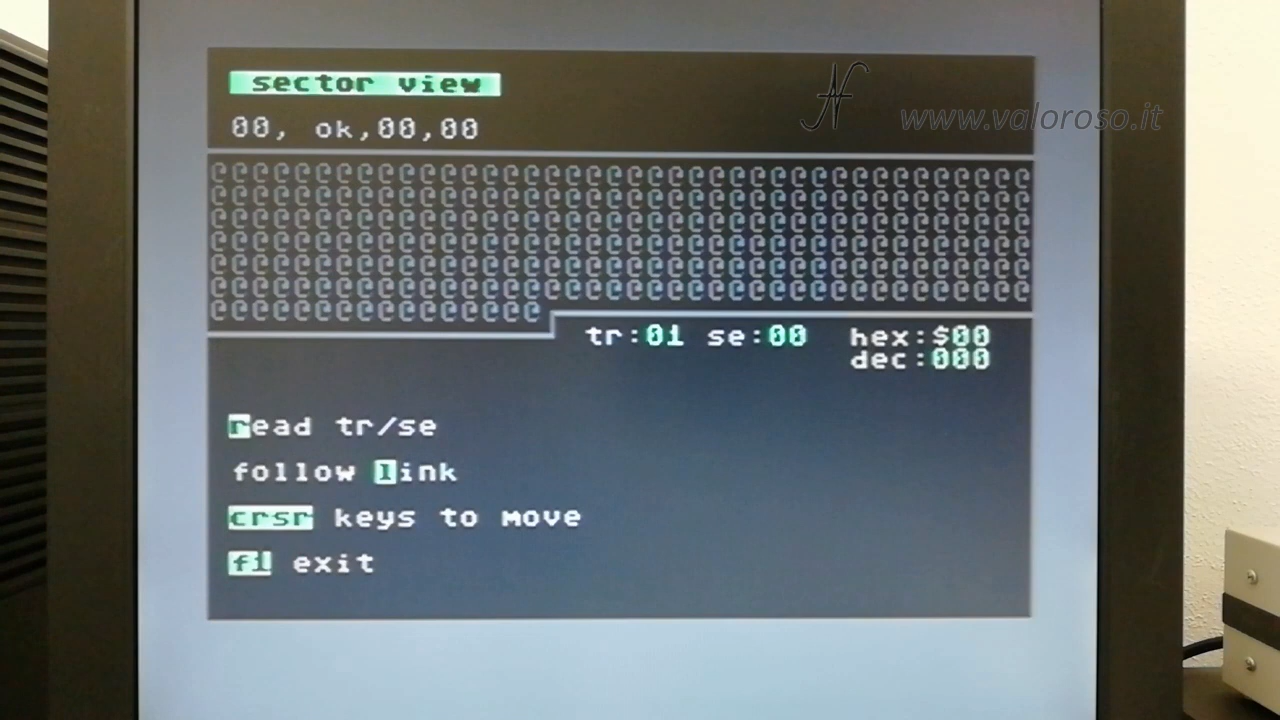 sector view
www.valoroso.it
00, ok,00,00
@@@@@@@@@@@@@@@@@@@@@@@@@@@@@@@@@@@@@@@@
@@@@@@@@@@@@@@@@@@@@@@@@@@@@@@@@@@@@@@@@
@@@@@@@@@@@@@@@@@@@@@@@@@@@@@@@@@@@@@@@@
@@@@@@@@@@@@@@@@@@@@@@@@@@@@@@@@@@@@@@@@
@@@@@@@@@@@@@@@@@@@@@@@@@@@@@@@@@@@@@@@@
@@@@@@@@@@@@@@@@@@@@@@@@@@@@@@@@@@@@@@@@
@@@@@@@@@@@@@@@@
tr:01 se:00 hex:$00
dec:000
read tr/se
follow link
crsr keys to move
f1 exit